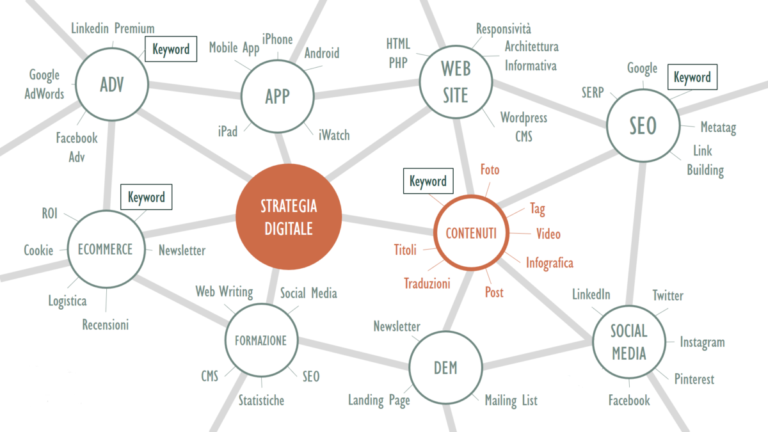 Linkedin Premium
Keyword
Google
AdWords
ADV
Facebook
Adv
iPhone
Mobile App
Android
APP
iPad
iWatch
Responsività
HTML
PHP
Architettura
Informativa
WEB
SITE
Wordpress
CMS
Google
Keyword
SERP
SEO
Metatag
Link
Building
STRATEGIA
DIGITALE
Keyword
Foto
Tag
CONTENUTI
Video
Titoli
Infografica
Traduzioni
Post
Keyword
ROI
ECOMMERCE
Cookie
Newsletter
Logistica
Recensioni
Web Writing
Social Media
FORMAZIONE
CMS
SEO
Statistiche
Newsletter
DEM
Landing Page
Mailing List
LinkedIn
Twitter
SOCIAL
MEDIA
Instagram
Pinterest
Facebook